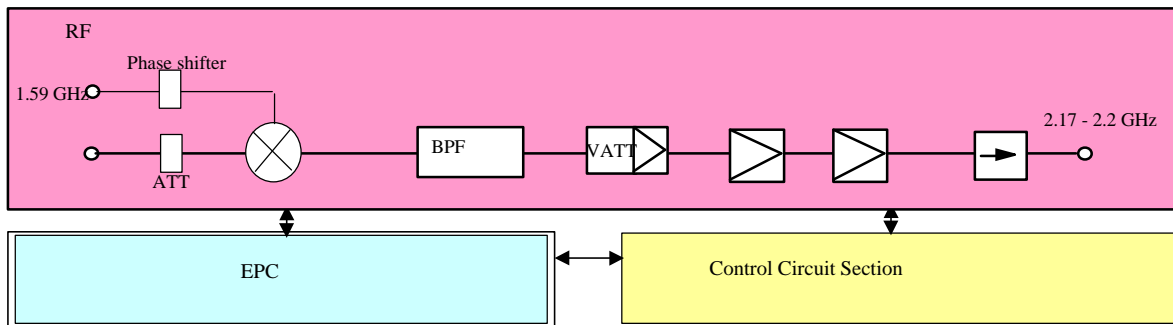 RF
Phase shifter
1.59 GHz
2.17 - 2.2 GHz
BPF
VATT
ATT
EPC
Control Circuit Section